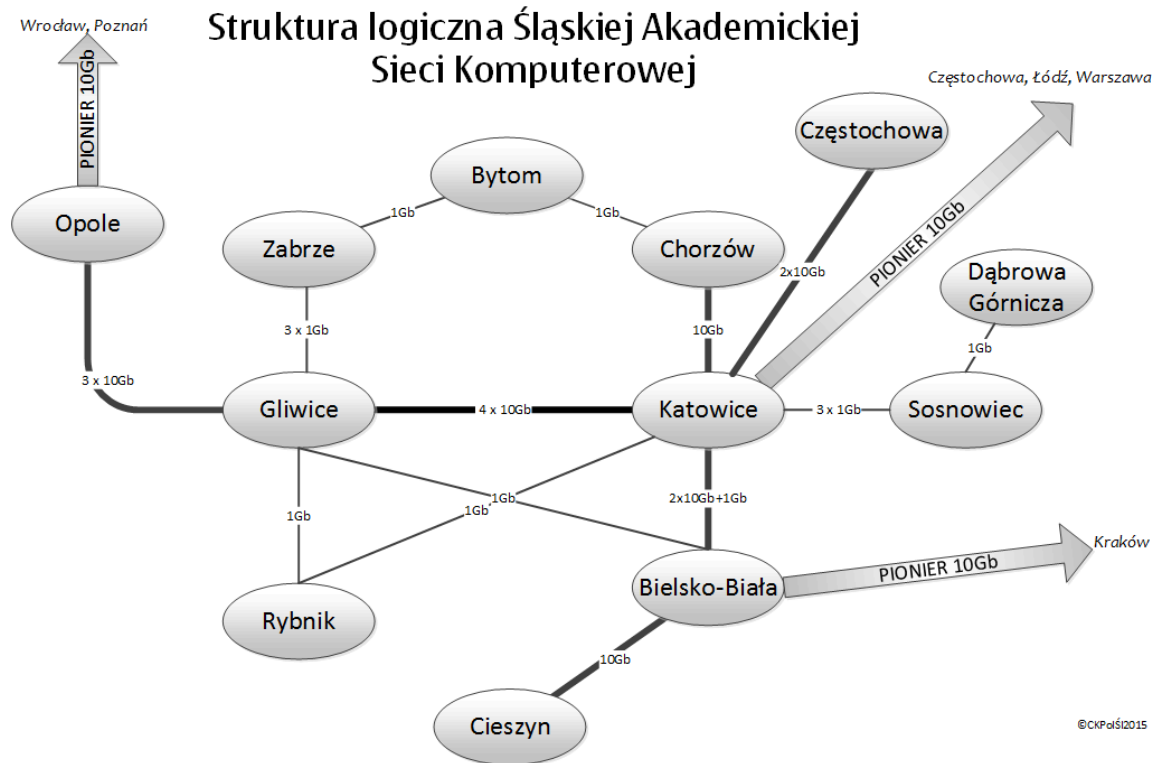 Struktura logiczna Śląskiej Akademickiej
Sieci Komputerowej
Wrocław, Poznań
PIONIER 10Gb
Częstochowa, Łódź, Warszawa
PIONIER 10Gb
Częstochowa
Bytom
1Gb
1Gb
Opole
Zabrze
Chorzów
2x10Gb
Dąbrowa
Górnicza
3 x 1Gb
10Gb
1Gb
3 x 10Gb
Gliwice
4 x 10Gb
Katowice
3 x 1Gb
Sosnowiec
1Gb
1Gb
1Gb
2x10Gb+1Gb
Kraków
PIONIER 10Gb
Bielsko-Biała
Rybnik
10Gb
Cieszyn
©CKPolŚl2015